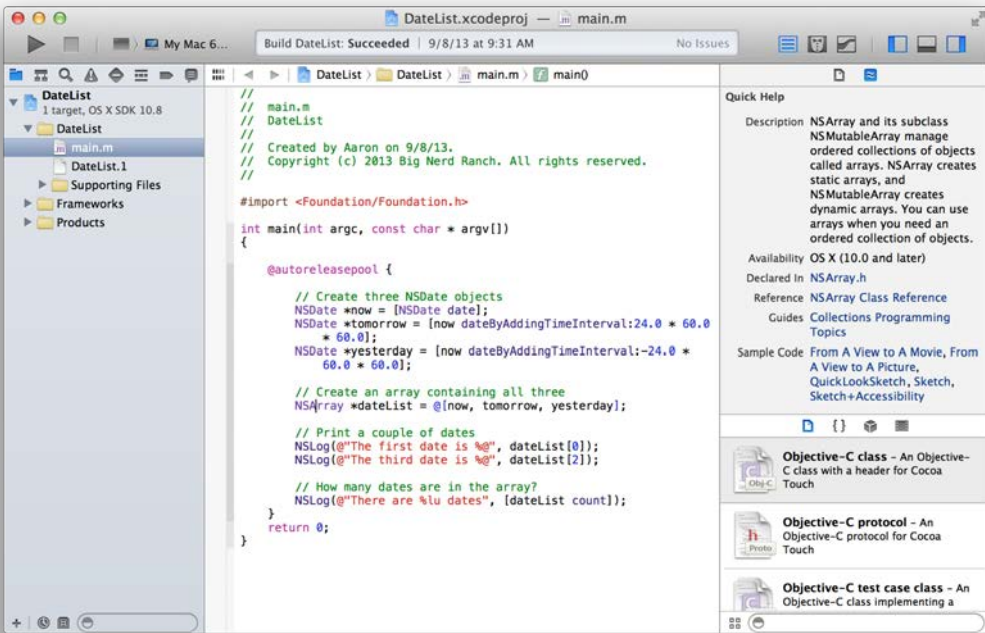 DateList.xcodeproj — main.m
My Mac 6...
Build DateList: Succeeded | 9/8/13 at 9:31 AM
No Issues
DateList
1 target, OS X SDK 10.8
DateList
main.m
DateList.1
Supporting Files
Frameworks
Products
DateList 〉 DateList 〉 main.m 〉 main()
//
//  main.m
//  DateList
//
//  Created by Aaron on 9/8/13.
//  Copyright (c) 2013 Big Nerd Ranch. All rights reserved.
//
#import <Foundation/Foundation.h>
int main(int argc, const char * argv[])
{
@autoreleasepool {
// Create three NSDate objects
NSDate *now = [NSDate date];
NSDate *tomorrow = [now dateByAddingTimeInterval:24.0 * 60.0
* 60.0];
NSDate *yesterday = [now dateByAddingTimeInterval:-24.0 *
60.0 * 60.0];
// Create an array containing all three
NSArray *dateList = @[now, tomorrow, yesterday];
// Print a couple of dates
NSLog(@"The first date is %@", dateList[0]);
NSLog(@"The third date is %@", dateList[2]);
// How many dates are in the array?
NSLog(@"There are %lu dates", [dateList count]);
}
return 0;
}
Quick Help
Description NSArray and its subclass
NSMutableArray manage
ordered collections of objects
called arrays. NSArray creates
static arrays, and
NSMutableArray creates
dynamic arrays. You can use
arrays when you need an
ordered collection of objects.
Availability OS X (10.0 and later)
Declared In NSArray.h
Reference NSArray Class Reference
Guides Collections Programming
Topics
Sample Code From A View to A Movie, From
A View to A Picture,
QuickLookSketch, Sketch,
Sketch+Accessibility
{}
Objective-C class – An Objective-
C class with a header for Cocoa
Touch
Obj-C
Objective-C protocol – An
Objective-C protocol for Cocoa
Touch
h
Proto
Objective-C test case class – An
Objective-C class implementing a